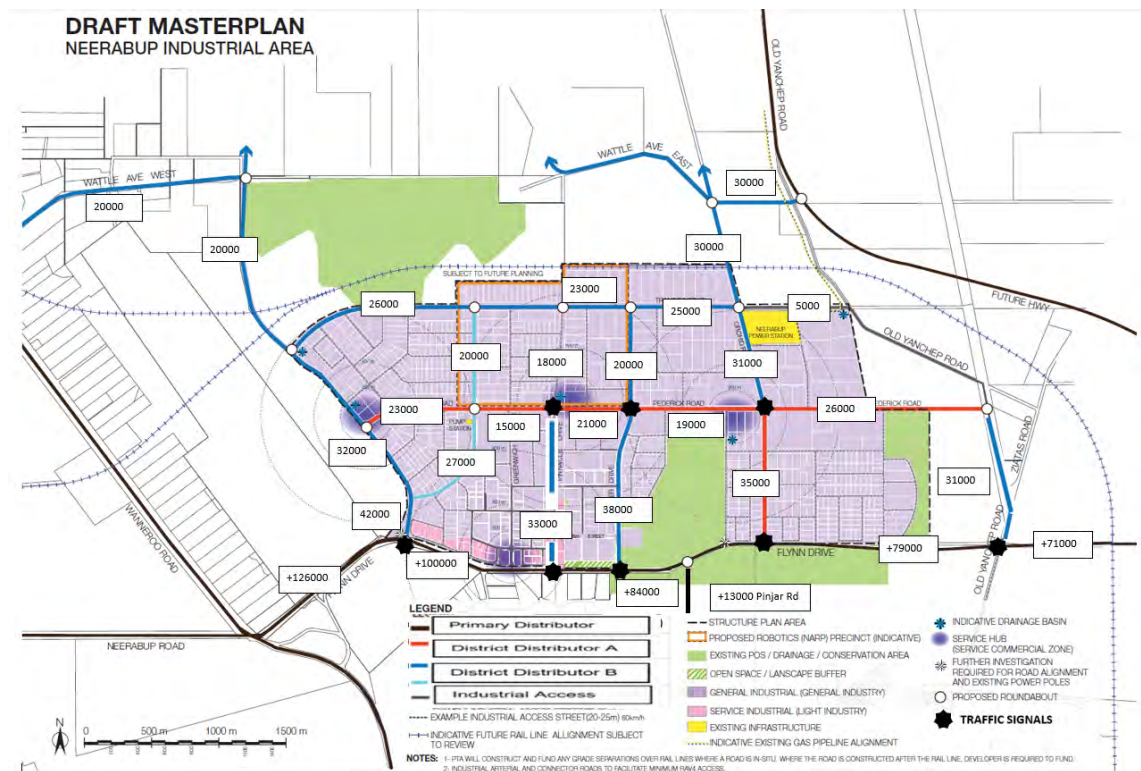 DRAFT MASTERPLAN
NEERABUP INDUSTRIAL AREA
OLD YANCHEP ROAD
WATTLE AVE EAST
WATTLE AVE WEST
30000
20000
20000
30000
SUBJECT TO FUTURE PLANNING
23000
26000
25000
5000
FUTURE HWY
NEERABUP
POWER STATION
OLD YANCHEP ROAD
20000
18000
20000
31000
23000
PEDERICK ROAD
26000
15000
21000
19000
PUMP
STATION
GREENWICH
32000
27000
ZIATAS ROAD
35000
31000
42000
33000
38000
STREET
DRIVE
WANNEROO ROAD
FLYNN DRIVE
+79000
+71000
OLD YANCHEP ROAD
+100000
+126000
+84000
+13000 Pinjar Rd
NEERABUP ROAD
LEGEND
Primary Distributor
District Distributor A
District Distributor B
Industrial Access
EXAMPLE INDUSTRIAL ACCESS STREET(20-25m) 60km/h
INDICATIVE FUTURE RAIL LINE ALLIGNMENT SUBJECT
TO REVIEW
STRUCTURE PLAN AREA
PROPOSED ROBOTICS (NARP) PRECINCT (INDICATIVE)
EXISTING POS / DRAINAGE / CONSERVATION AREA
OPEN SPACE / LANSCAPE BUFFER
GENERAL INDUSTRIAL (GENERAL INDUSTRY)
SERVICE INDUSTRIAL (LIGHT INDUSTRY)
EXISTING INFRASTRUCTURE
INDICATIVE EXISTING GAS PIPELINE ALIGNMENT
INDICATIVE DRAINAGE BASIN
SERVICE HUB
(SERVICE COMMERCIAL ZONE)
FURTHER INVESTIGATION
REQUIRED FOR ROAD ALIGNMENT
AND EXISTING POWER POLES
PROPOSED ROUNDABOUT
TRAFFIC SIGNALS
N
0 500 m 1000 m 1500 m
NOTES: 1- PTA WILL CONSTRUCT AND FUND ANY GRADE SEPARATIONS OVER RAIL LINES WHERE A ROAD IS IN-SITU. WHERE THE ROAD IS CONSTRUCTED AFTER THE RAIL LINE, DEVELOPER IS REQUIRED TO FUND.
2- INDUSTRIAL ARTERIAL AND CONNECTOR ROADS TO FACILITATE MINIMUM RAV4 ACCESS.